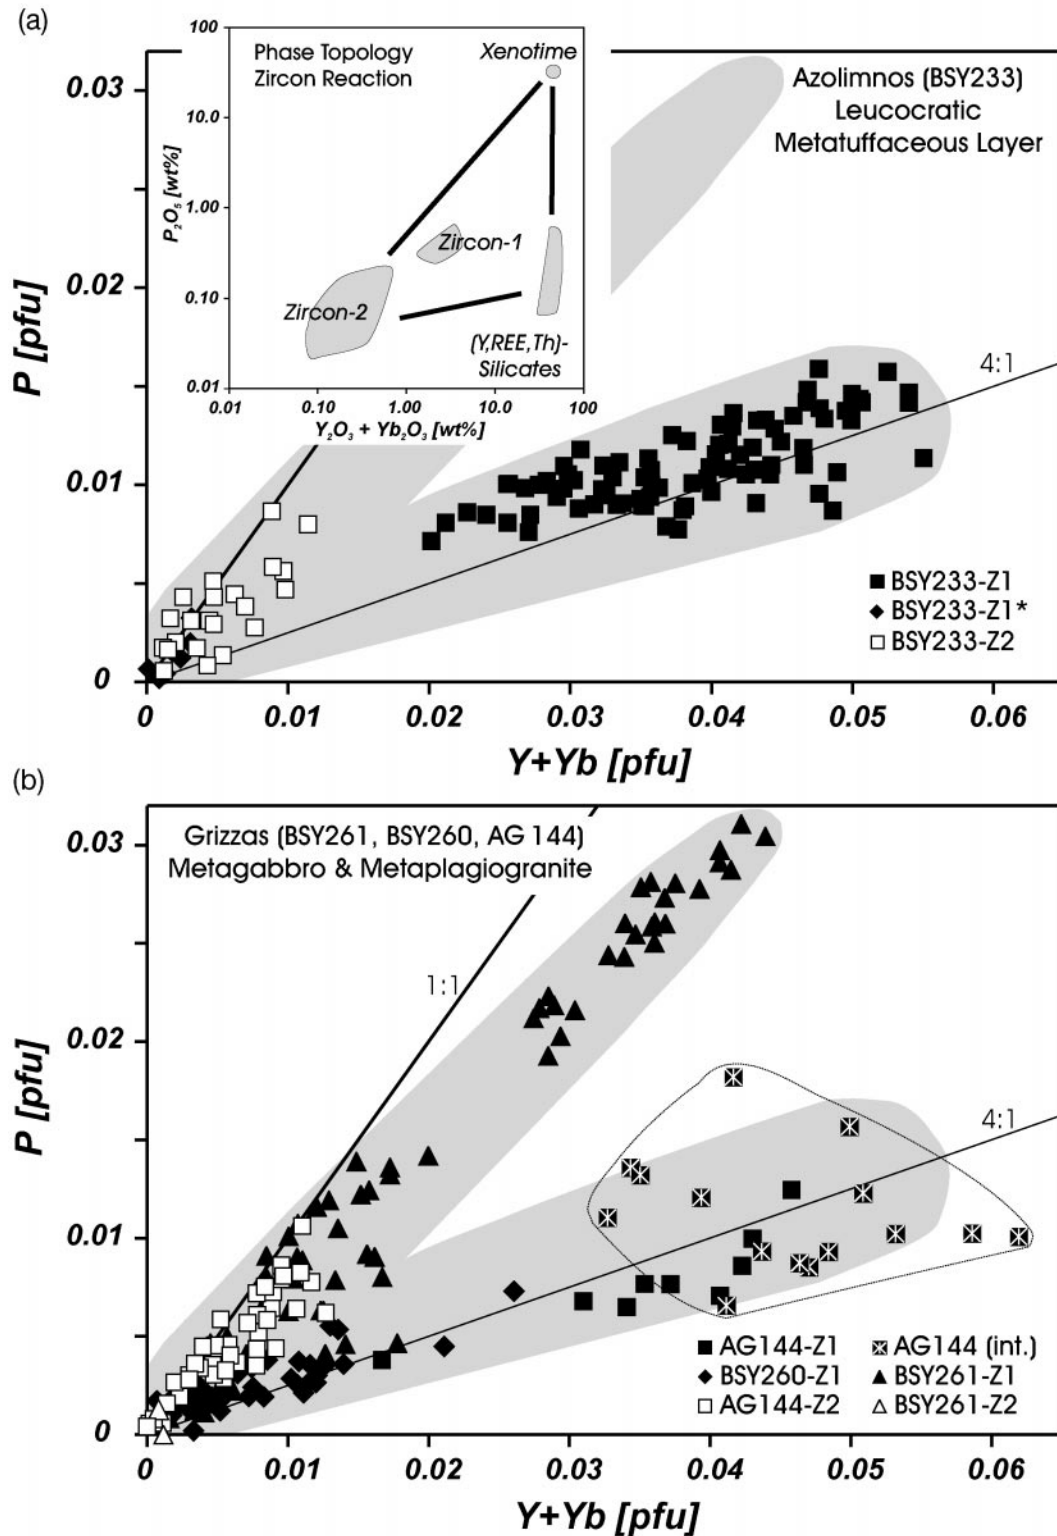 (a)
100
10.0
1.00
0.10
0.01
P₂O₅ [wt%]
Phase Topology
Zircon Reaction
Xenotime
Zircon-1
Zircon-2
(Y,REE,Th)-
Silicates
0.01 0.10 1.00 10.0 100
Y₂O₃ + Yb₂O₃ [wt%]
Azolimnos (BSY233)
Leucocratic
Metatuffaceous Layer
0.03
0.02
0.01
0
P [pfu]
4:1
BSY233-Z1
BSY233-Z1*
BSY233-Z2
0 0.01 0.02 0.03 0.04 0.05 0.06
Y+Yb [pfu]
(b)
Grizzas (BSY261, BSY260, AG 144)
Metagabbro & Metaplagiogranite
0.03
0.02
0.01
0
P [pfu]
1:1
4:1
AG144-Z1 AG144 (int.)
BSY260-Z1 BSY261-Z1
AG144-Z2 BSY261-Z2
0 0.01 0.02 0.03 0.04 0.05 0.06
Y+Yb [pfu]